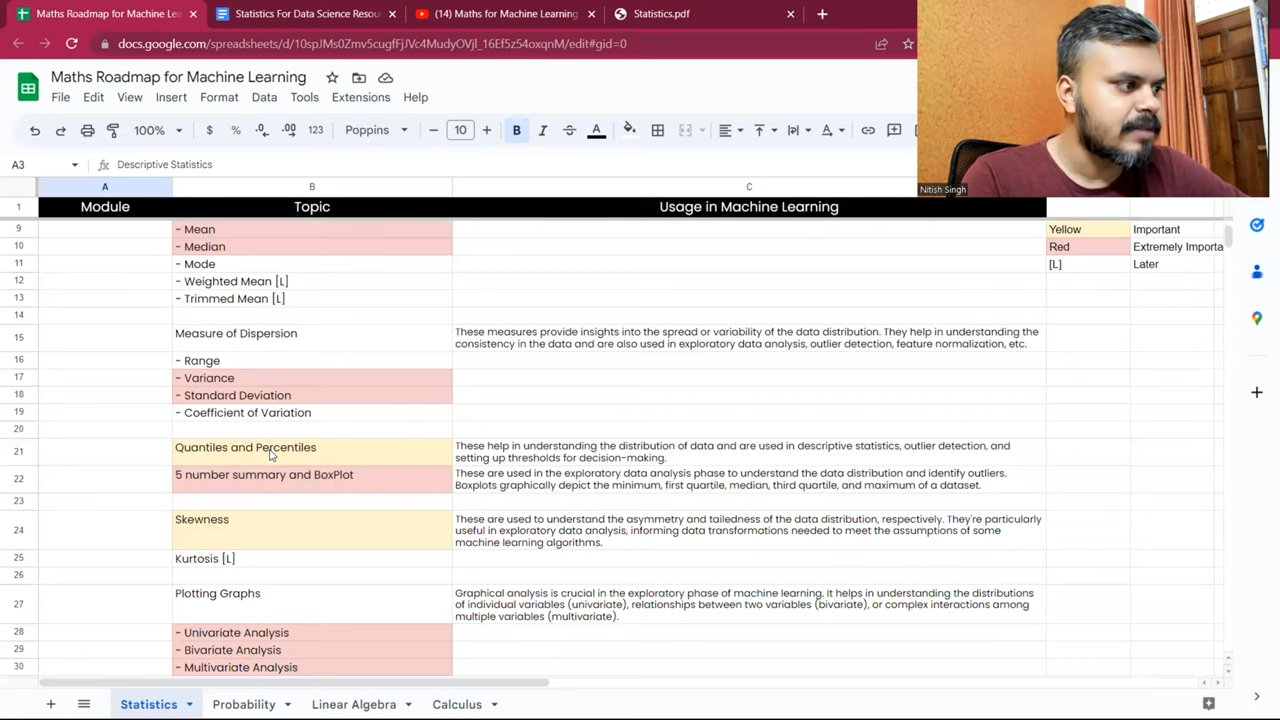 Maths Roadmap for Machine Le
Statistics For Data Science Resou
(14) Maths for Machine Learning
Statistics.pdf
docs.google.com/spreadsheets/d/10spJMs0Zmv5cugfFjJVc4MudyOVjl_16Ef5z54oxqnM/edit#gid=0
Maths Roadmap for Machine Learning
File Edit View Insert Format Data Tools Extensions Help
100% $ % .0 .00 123 Poppins 10 B I A
A3 fx Descriptive Statistics
Nitish Singh
A B C
1 Module Topic Usage in Machine Learning
9 - Mean Yellow Important
10 - Median Red Extremely Importa
11 - Mode [L] Later
12 - Weighted Mean [L]
13 - Trimmed Mean [L]
14
15 Measure of Dispersion These measures provide insights into the spread or variability of the data distribution. They help in understanding the
consistency in the data and are also used in exploratory data analysis, outlier detection, feature normalization, etc.
16 - Range
17 - Variance
18 - Standard Deviation
19 - Coefficient of Variation
20
21 Quantiles and Percentiles These help in understanding the distribution of data and are used in descriptive statistics, outlier detection, and
setting up thresholds for decision-making.
22 5 number summary and BoxPlot These are used in the exploratory data analysis phase to understand the data distribution and identify outliers.
Boxplots graphically depict the minimum, first quartile, median, third quartile, and maximum of a dataset.
23
24 Skewness These are used to understand the asymmetry and tailedness of the data distribution, respectively. They're particularly
useful in exploratory data analysis, informing data transformations needed to meet the assumptions of some
machine learning algorithms.
25 Kurtosis [L]
26
27 Plotting Graphs Graphical analysis is crucial in the exploratory phase of machine learning. It helps in understanding the distributions
of individual variables (univariate), relationships between two variables (bivariate), or complex interactions among
multiple variables (multivariate).
28 - Univariate Analysis
29 - Bivariate Analysis
30 - Multivariate Analysis
Statistics Probability Linear Algebra Calculus